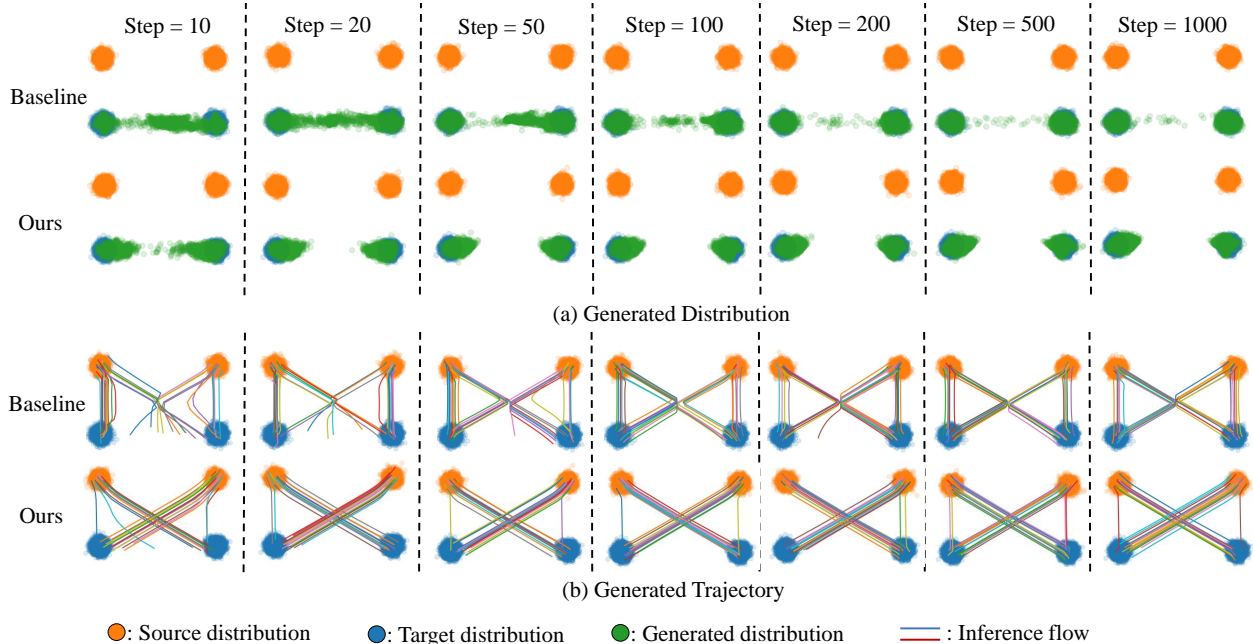 Step = 10 Step = 20 Step = 50 Step = 100 Step = 200 Step = 500 Step = 1000
Baseline
Ours
(a) Generated Distribution
Baseline
Ours
(b) Generated Trajectory
: Source distribution : Target distribution : Generated distribution : Inference flow